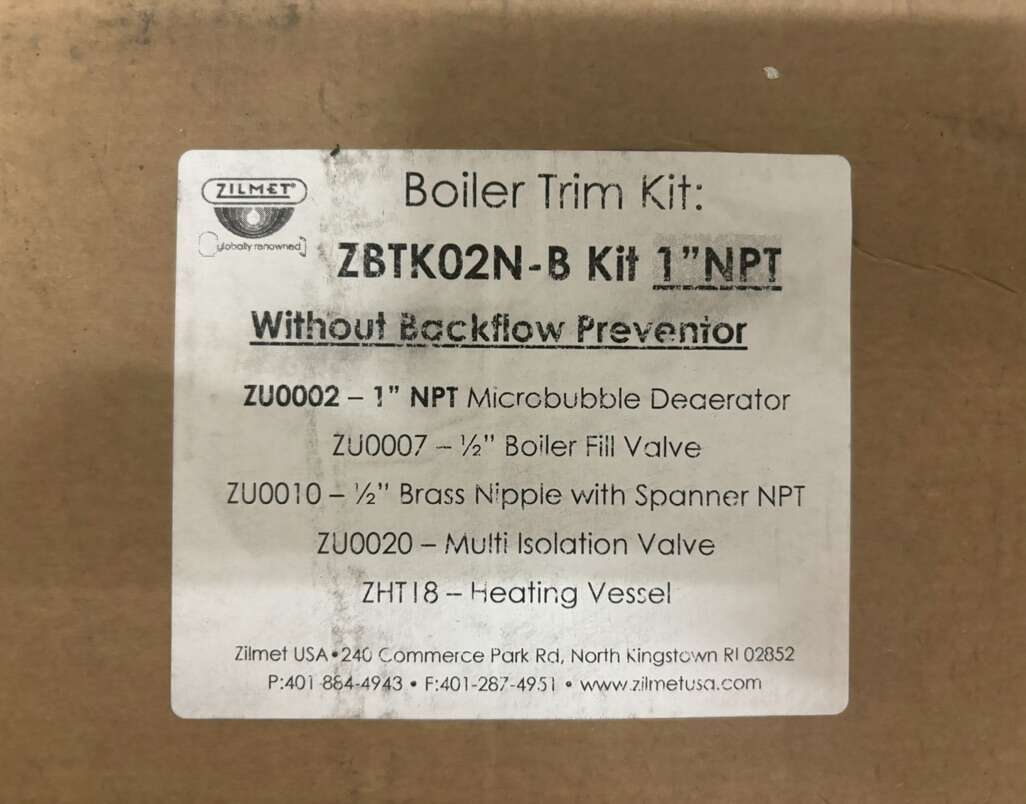 ZILMET®
globally renowned
Boiler Trim Kit:
ZBTK02N-B Kit 1”NPT
Without Backflow Preventor
ZU0002 – 1” NPT Microbubble Deaerator
ZU0007 – ½” Boiler Fill Valve
ZU0010 – ½” Brass Nipple with Spanner NPT
ZU0020 – Multi Isolation Valve
ZHT18 – Heating Vessel
Zilmet USA•240 Commerce Park Rd, North Kingstown RI 02852
P:401-884-4943 • F:401-287-4951 • www.zilmetusa.com